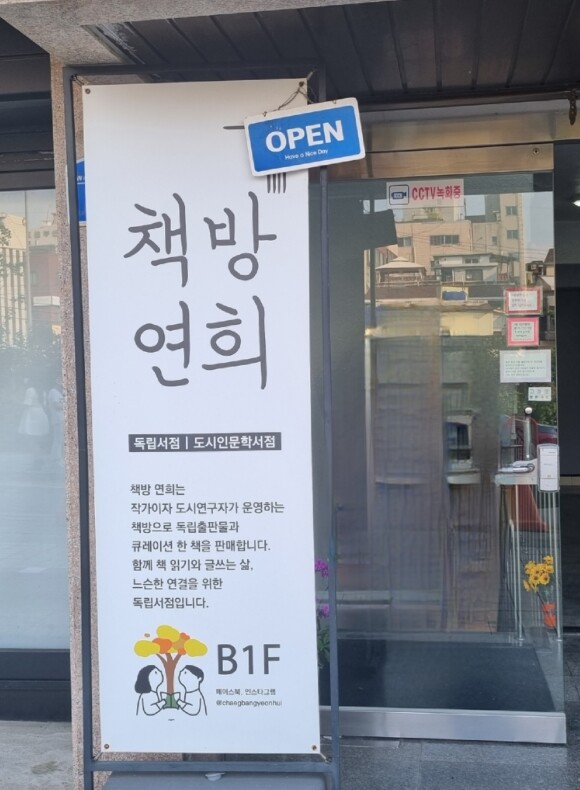 OPEN
Have a Nice Day
CCTV녹화중
책방
연희
독립서점 | 도시인문학서점
책방 연희는
작가이자 도시연구자가 운영하는
책방으로 독립출판물과
큐레이션 한 책을 판매합니다.
함께 책 읽기와 글쓰는 삶,
느슨한 연결을 위한
독립서점입니다.
B1F
페이스북, 인스타그램
@chaegbangyeonhui